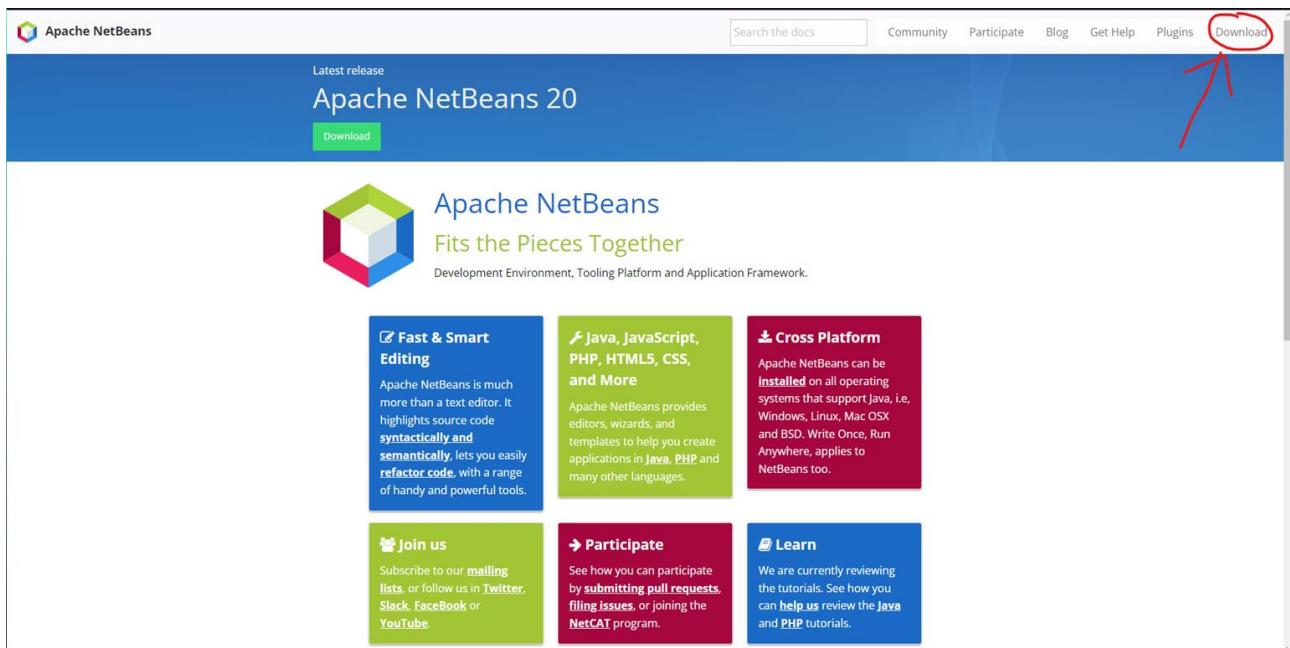 Apache NetBeans
Search the docs
Community
Participate
Blog
Get Help
Plugins
Download
Latest release
Apache NetBeans 20
Download
Apache NetBeans
Fits the Pieces Together
Development Environment, Tooling Platform and Application Framework.
Fast & Smart
Editing
Apache NetBeans is much
more than a text editor. It
highlights source code
syntactically and
semantically, lets you easily
refactor code, with a range
of handy and powerful tools.
Java, JavaScript,
PHP, HTML5, CSS,
and More
Apache NetBeans provides
editors, wizards, and
templates to help you create
applications in Java, PHP and
many other languages.
Cross Platform
Apache NetBeans can be
installed on all operating
systems that support Java, i.e,
Windows, Linux, Mac OSX
and BSD. Write Once, Run
Anywhere, applies to
NetBeans too.
Join us
Subscribe to our mailing
lists, or follow us in Twitter,
Slack, FaceBook or
YouTube.
Participate
See how you can participate
by submitting pull requests,
filing issues, or joining the
NetCAT program.
Learn
We are currently reviewing
the tutorials. See how you
can help us review the Java
and PHP tutorials.